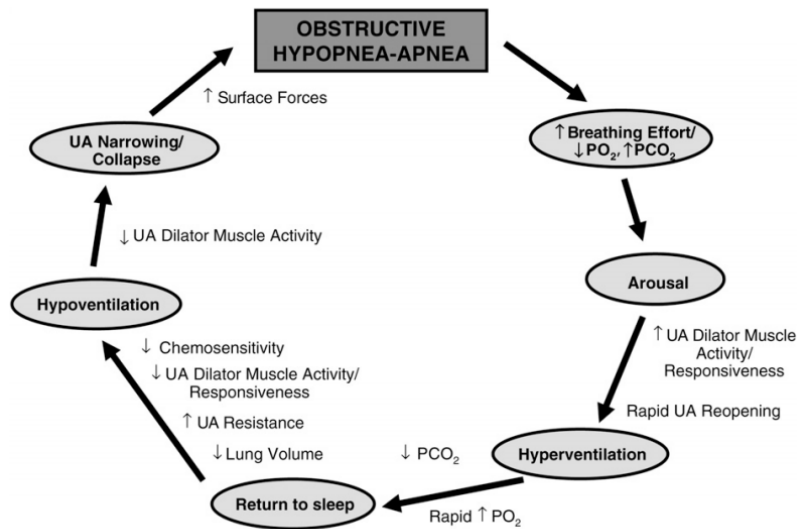 OBSTRUCTIVE
HYPOPNEA-APNEA
↑ Breathing Effort/
↓PO₂,↑PCO₂
Arousal
↑ UA Dilator Muscle
Activity/
Responsiveness
Rapid UA Reopening
Hyperventilation
↓ PCO₂
Rapid ↑ PO₂
Return to sleep
↓ Chemosensitivity
↓ UA Dilator Muscle Activity/
Responsiveness
↑ UA Resistance
↓ Lung Volume
Hypoventilation
↓ UA Dilator Muscle Activity
UA Narrowing/
Collapse
↑ Surface Forces